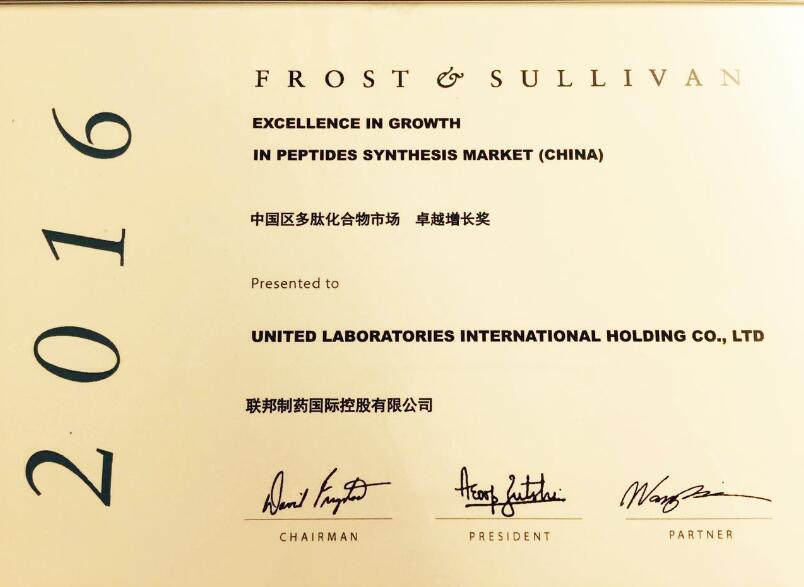 2016
FROST & SULLIVAN
EXCELLENCE IN GROWTH
IN PEPTIDES SYNTHESIS MARKET (CHINA)
中国区多肽化合物市场 卓越增长奖
Presented to
UNITED LABORATORIES INTERNATIONAL HOLDING CO., LTD
联邦制药国际控股有限公司
CHAIRMAN PRESIDENT PARTNER